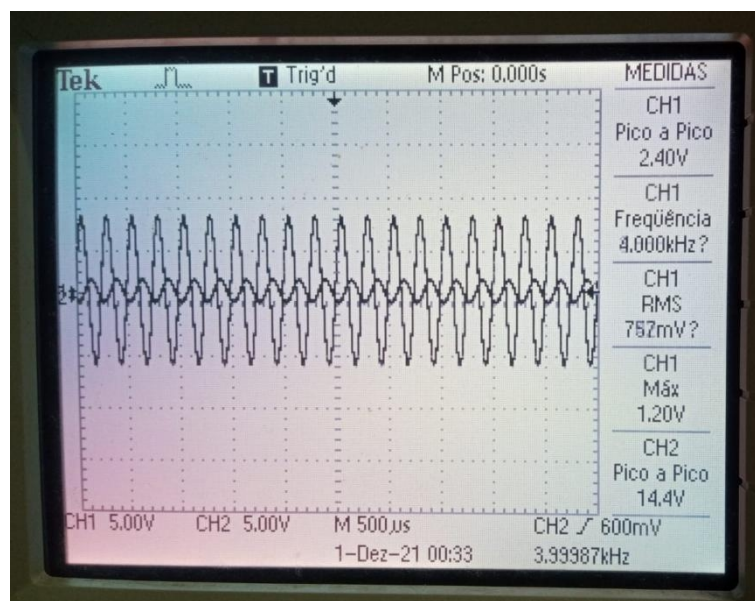 Tek
T Trig'd
M Pos: 0.000s
MEDIDAS
CH1
Pico a Pico
2.40V
CH1
Freqüência
4.000kHz?
CH1
RMS
CH1
Máx
1.20V
CH2
Pico a Pico
14.4V
2
CH1 5.00V CH2 5.00V M 500µs CH2 600mV
1-Dez-21 00:33 3.99987kHz